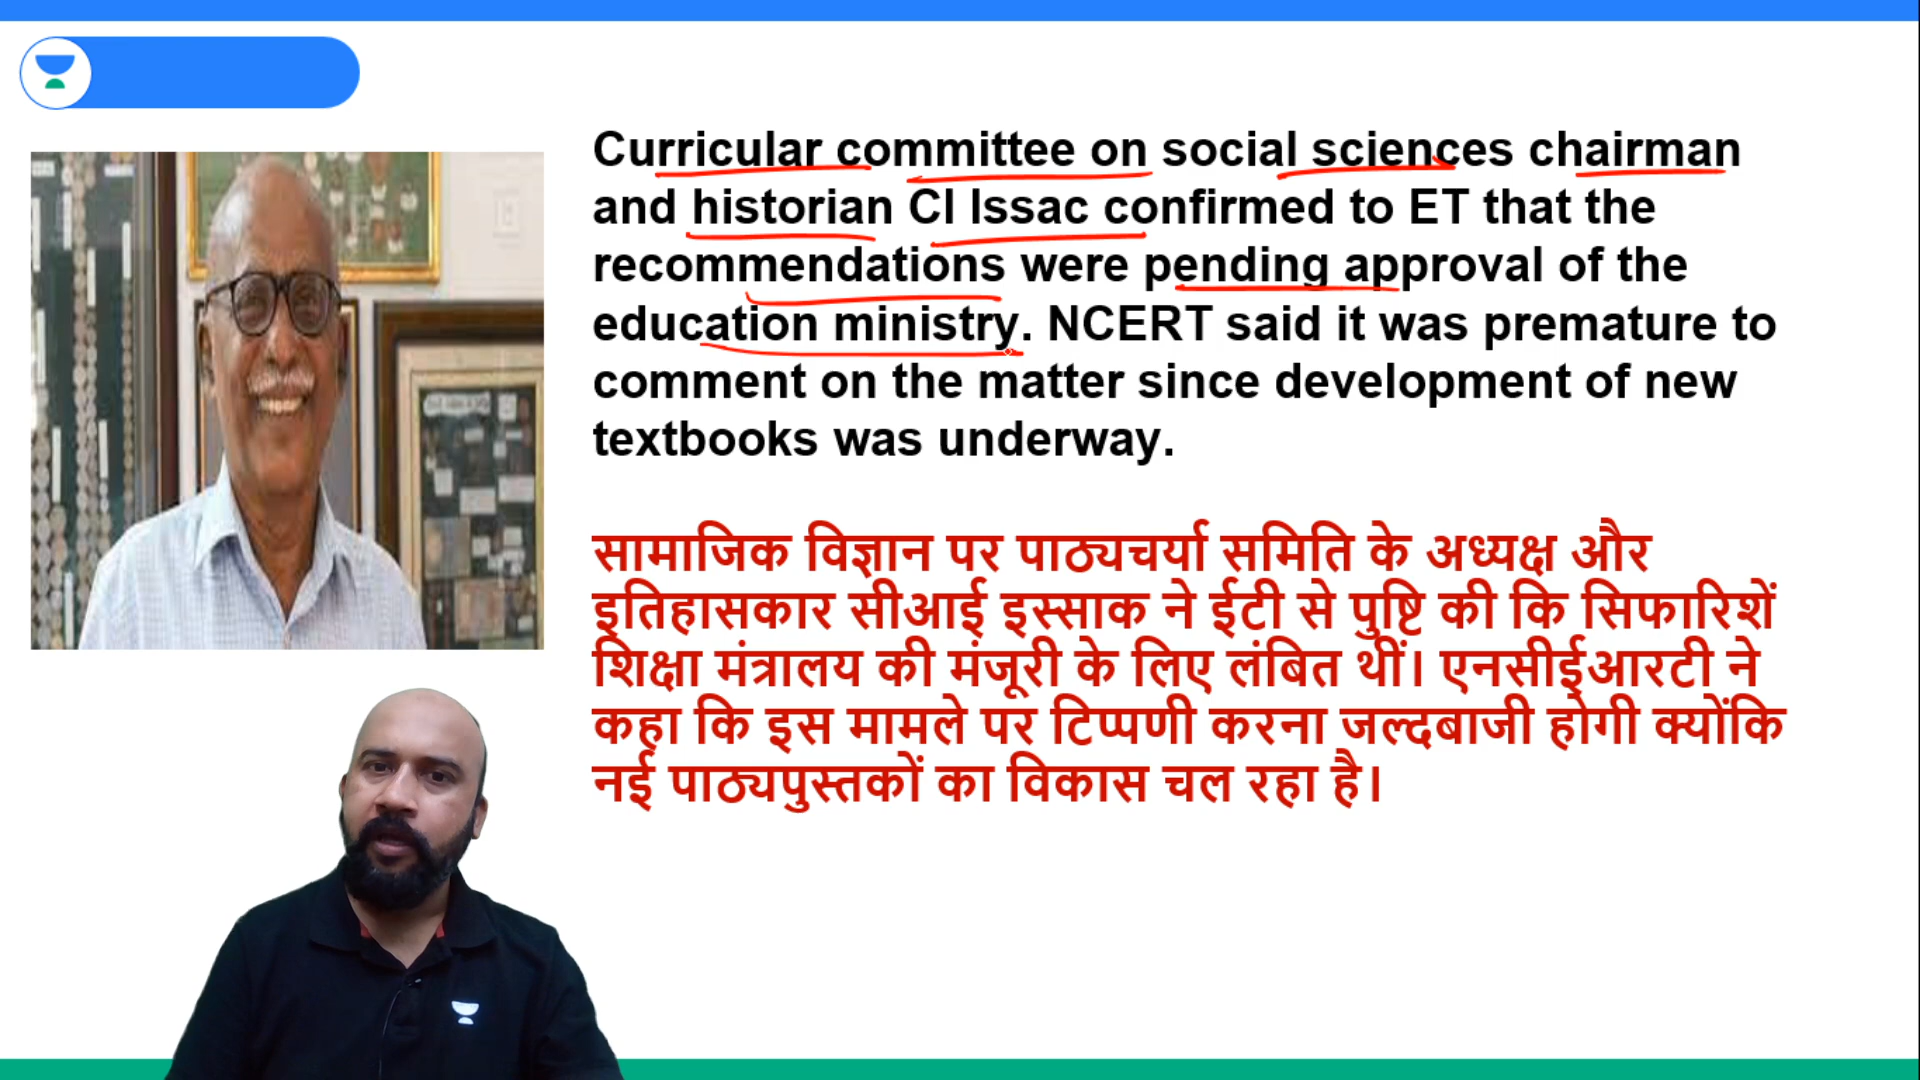 Curricular committee on social sciences chairman
and historian CI Issac confirmed to ET that the
recommendations were pending approval of the
education ministry. NCERT said it was premature to
comment on the matter since development of new
textbooks was underway.
सामाजिक विज्ञान पर पाठ्यचर्या समिति के अध्यक्ष और
इतिहासकार सीआई इस्साक ने ईटी से पुष्टि की कि सिफारिशें
शिक्षा मंत्रालय की मंजूरी के लिए लंबित थीं। एनसीईआरटी ने
कहा कि इस मामले पर टिप्पणी करना जल्दबाजी होगी क्योंकि
नई पाठ्यपुस्तकों का विकास चल रहा है।